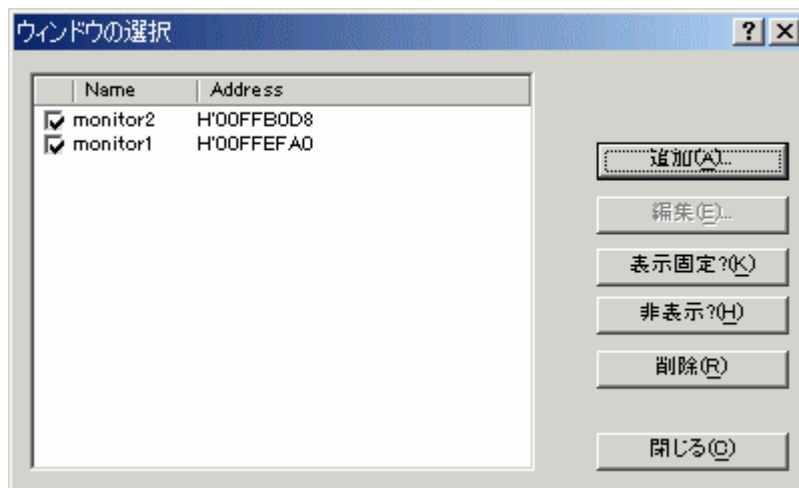 ウィンドウの選択
Name Address
monitor2 H'00FFB0D8
monitor1 H'00FFEFA0
追加(A)...
編集(E)...
表示固定?(K)
非表示?(H)
削除(R)
閉じる(C)